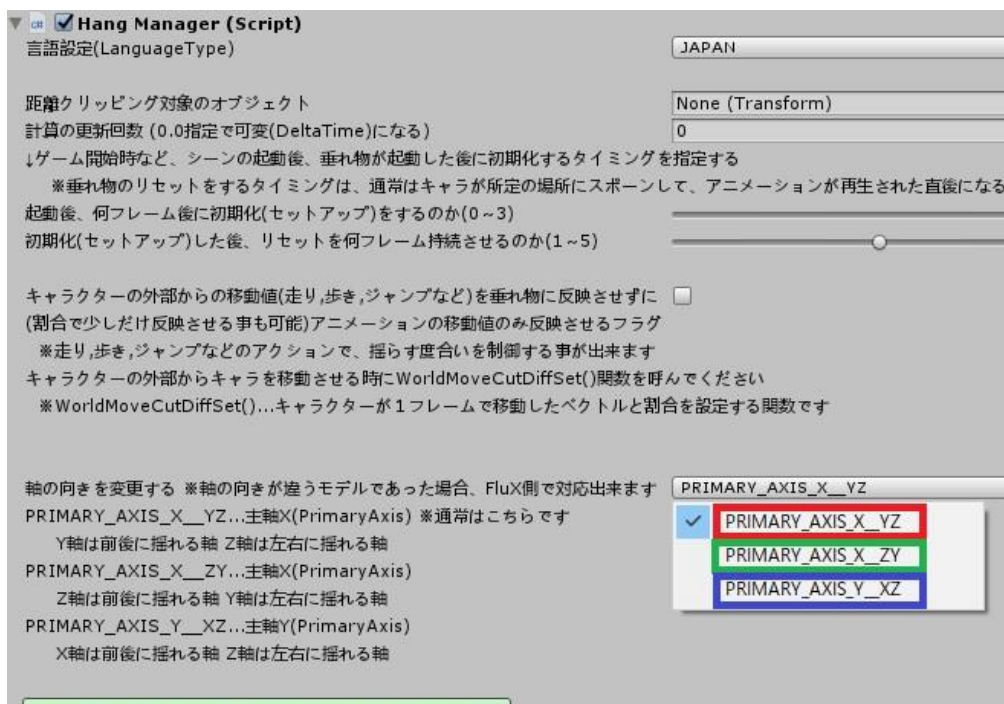 Hang Manager (Script)
言語設定(LanguageType) JAPAN
距離クリッピング対象のオブジェクト None (Transform)
計算の更新回数 (0.0指定で可変(DeltaTime)になる) 0
↓ゲーム開始時など、シーンの起動後、垂れ物が起動した後に初期化するタイミングを指定する
※垂れ物のリセットをするタイミングは、通常はキャラが所定の場所にスポーンして、アニメーションが再生された直後になる
起動後、何フレーム後に初期化(セットアップ)をするのか(0~3)
初期化(セットアップ)した後、リセットを何フレーム持続させるのか(1~5)
キャラクターの外部からの移動値(走り,歩き,ジャンプなど)を垂れ物に反映させずに
(割合で少しだけ反映させる事も可能)アニメーションの移動値のみ反映させるフラグ
※走り,歩き,ジャンプなどのアクションで、揺らす度合いを制御する事が出来ます
キャラクターの外部からキャラを移動させる時にWorldMoveCutDiffSet()関数を呼んでください
※WorldMoveCutDiffSet()...キャラクターが1フレームで移動したベクトルと割合を設定する関数です
軸の向きを変更する ※軸の向きが違うモデルであった場合、FluX側で対応出来ます PRIMARY_AXIS_X__YZ
PRIMARY_AXIS_X__YZ...主軸X(PrimaryAxis) ※通常はこちらです PRIMARY_AXIS_X__YZ
Y軸は前後に揺れる軸 Z軸は左右に揺れる軸 PRIMARY_AXIS_X__ZY
PRIMARY_AXIS_X__ZY...主軸X(PrimaryAxis)
Z軸は前後に揺れる軸 Y軸は左右に揺れる軸 PRIMARY_AXIS_Y__XZ
PRIMARY_AXIS_Y__XZ...主軸Y(PrimaryAxis)
X軸は前後に揺れる軸 Z軸は左右に揺れる軸